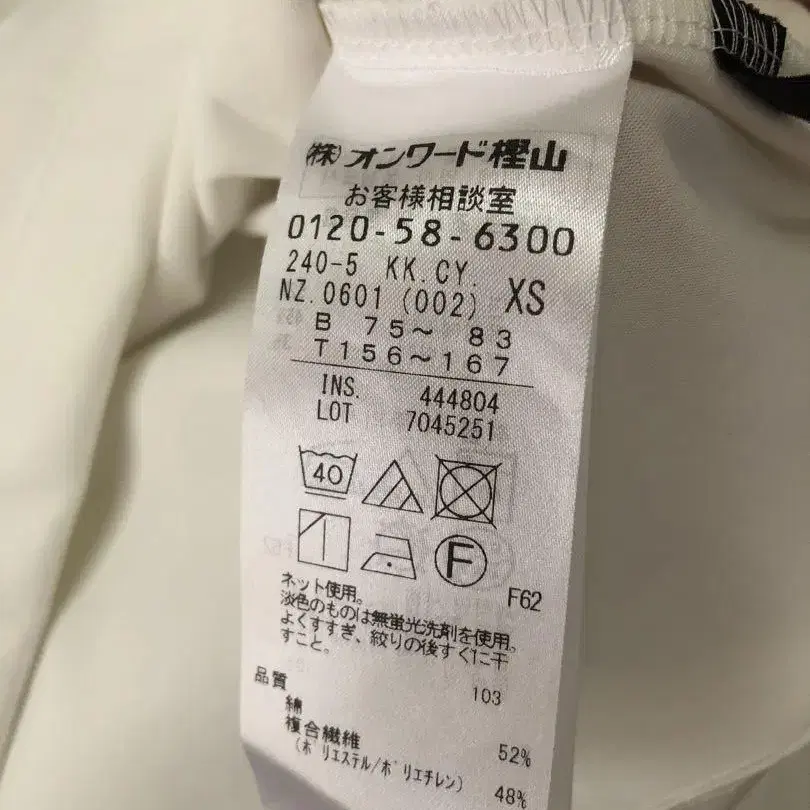 (株)オンワード樫山
お客様相談室
0120-58-6300
240-5 KK.CY.
NZ.0601 (002) XS
B 75〜 83
T156〜167
INS. 444804
LOT 7045251
40
F
F62
ネット使用。
淡色のものは無蛍光洗剤を使用。
よくすすぎ、絞りの後すぐに干
すこと。
品質 103
綿 52%
複合繊維
(ポリエステル/ポリエチレン) 48%